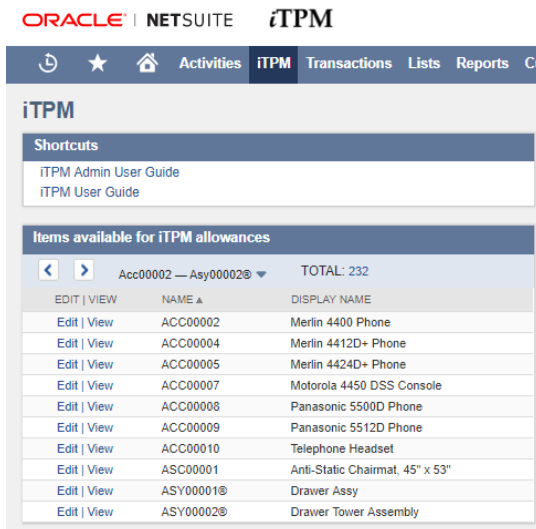 ORACLE® | NETSUITE iTPM
Activities iTPM Transactions Lists Reports
iTPM
Shortcuts
iTPM Admin User Guide
iTPM User Guide
Items available for iTPM allowances
Acc00002 — Asy00002® TOTAL: 232
EDIT | VIEW NAME ▲ DISPLAY NAME
Edit | View ACC00002 Merlin 4400 Phone
Edit | View ACC00004 Merlin 4412D+ Phone
Edit | View ACC00005 Merlin 4424D+ Phone
Edit | View ACC00007 Motorola 4450 DSS Console
Edit | View ACC00008 Panasonic 5500D Phone
Edit | View ACC00009 Panasonic 5512D Phone
Edit | View ACC00010 Telephone Headset
Edit | View ASC00001 Anti-Static Chairmat, 45" x 53"
Edit | View ASY00001® Drawer Assy
Edit | View ASY00002® Drawer Tower Assembly